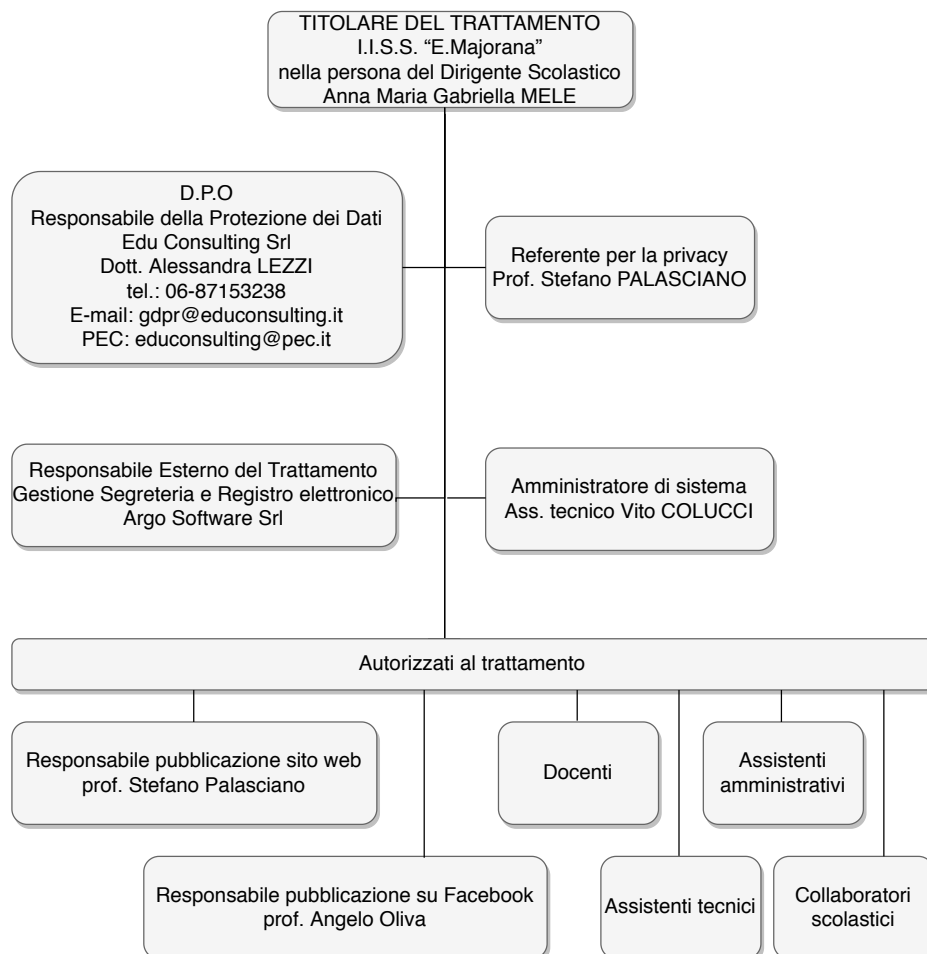 TITOLARE DEL TRATTAMENTO
I.I.S.S. “E.Majorana”
nella persona del Dirigente Scolastico
Anna Maria Gabriella MELE
D.P.O
Responsabile della Protezione dei Dati
Edu Consulting Srl
Dott. Alessandra LEZZI
tel.: 06-87153238
E-mail: gdpr@educonsulting.it
PEC: educonsulting@pec.it
Referente per la privacy
Prof. Stefano PALASCIANO
Responsabile Esterno del Trattamento
Gestione Segreteria e Registro elettronico
Argo Software Srl
Amministratore di sistema
Ass. tecnico Vito COLUCCI
Autorizzati al trattamento
Responsabile pubblicazione sito web
prof. Stefano Palasciano
Docenti
Assistenti
amministrativi
Responsabile pubblicazione su Facebook
prof. Angelo Oliva
Assistenti tecnici
Collaboratori
scolastici